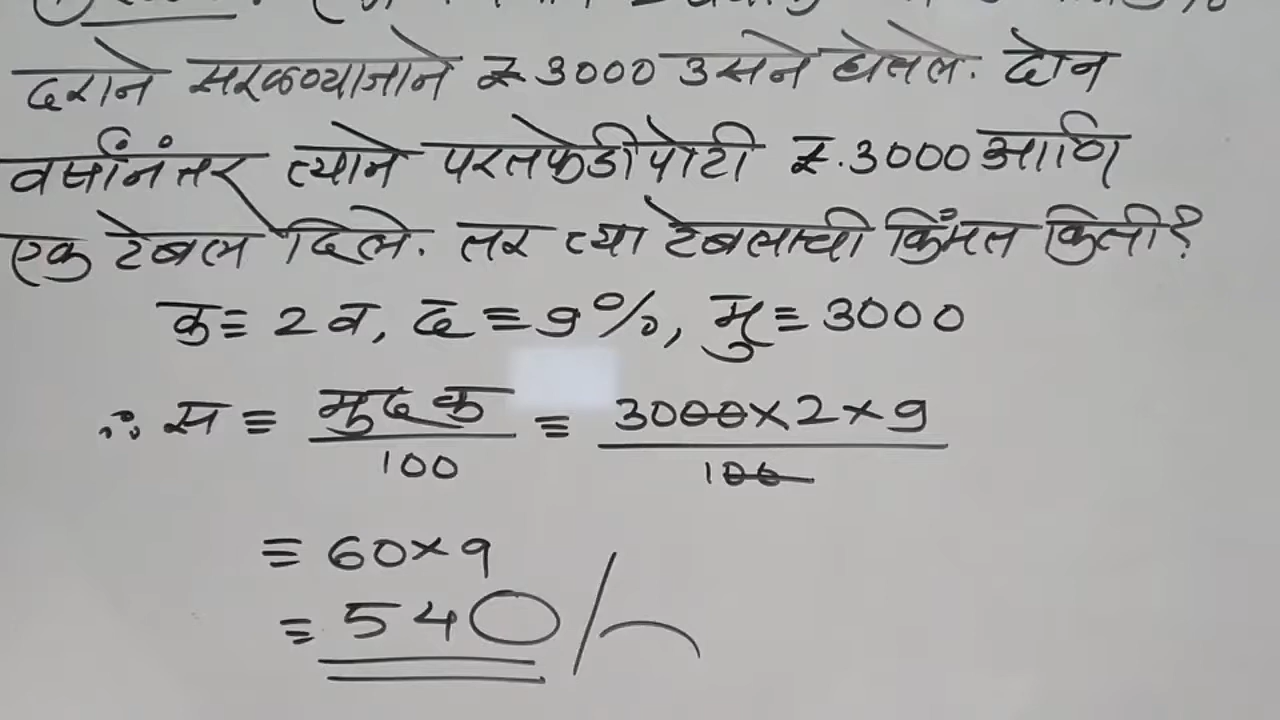 दराने सरळव्याजाने रु 3000 उसने घेतले. दोन
वर्षांनंतर त्याने परतफेडीपोटी रु.3000 आणि
एक टेबल दिले. तर त्या टेबलाची किंमत किती?
क = 2 व, द = 9%, मु = 3000
∴ स = मुदक/100 = 3000×2×9/100
= 60×9
= 540/-